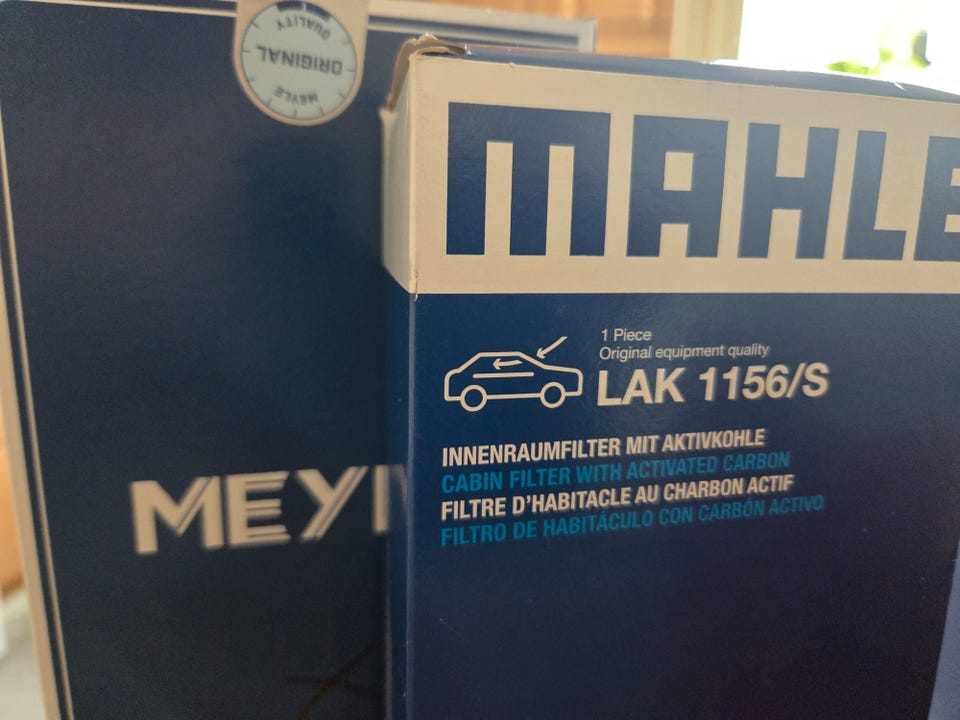 QUALITY
ORIGINAL
MEYLE
MAHLE
1 Piece
Original equipment quality
LAK 1156/S
INNENRAUMFILTER MIT AKTIVKOHLE
CABIN FILTER WITH ACTIVATED CARBON
FILTRE D'HABITACLE AU CHARBON ACTIF
FILTRO DE HABITÁCULO CON CARBÓN ACTIVO
MEY